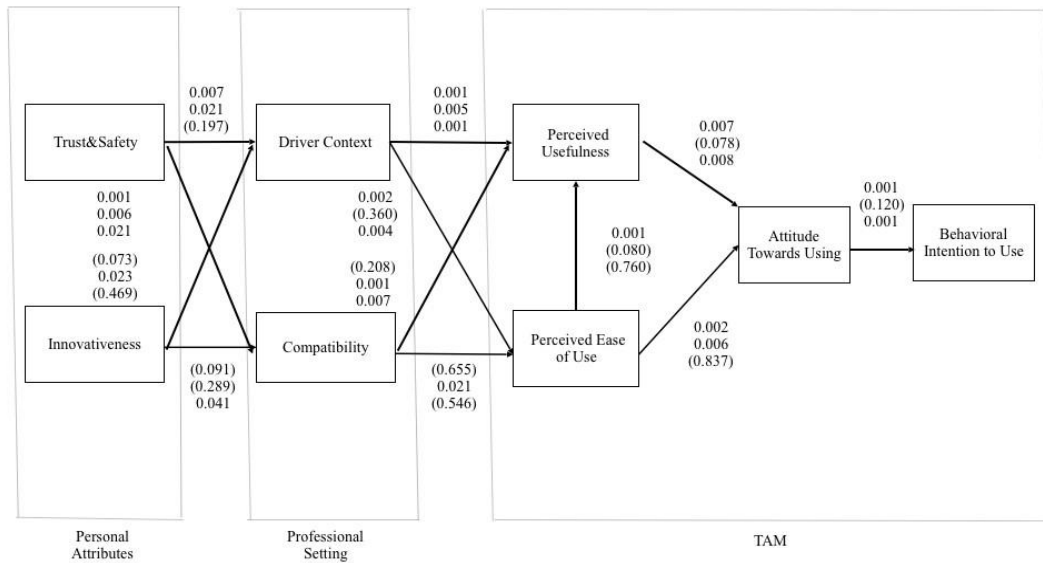 0.007
0.021
(0.197)
0.001
0.005
0.001
Trust&Safety
Driver Context
Perceived
Usefulness
0.007
(0.078)
0.008
0.001
0.006
0.021
0.002
(0.360)
0.004
0.001
(0.120)
0.001
Attitude
Towards Using
Behavioral
Intention to Use
0.001
(0.080)
(0.760)
(0.073)
0.023
(0.469)
(0.208)
0.001
0.007
Innovativeness
Compatibility
Perceived Ease
of Use
0.002
0.006
(0.837)
(0.091)
(0.289)
0.041
(0.655)
0.021
(0.546)
Personal
Attributes
Professional
Setting
TAM